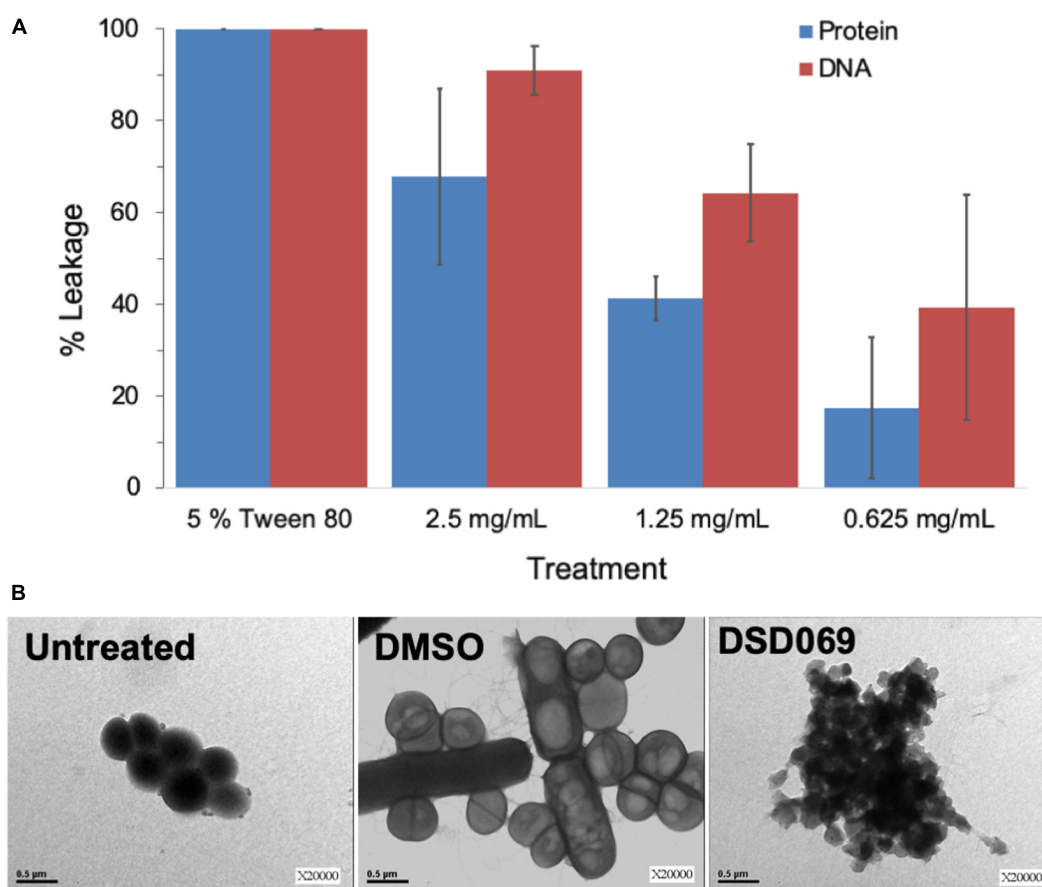 A
Protein
DNA
100
80
60
40
20
0
% Leakage
5 % Tween 80
2.5 mg/mL
1.25 mg/mL
0.625 mg/mL
Treatment
B
Untreated
DMSO
DSD069
0.5 µm
X20000
0.5 µm
X20000
0.5 µm
X20000